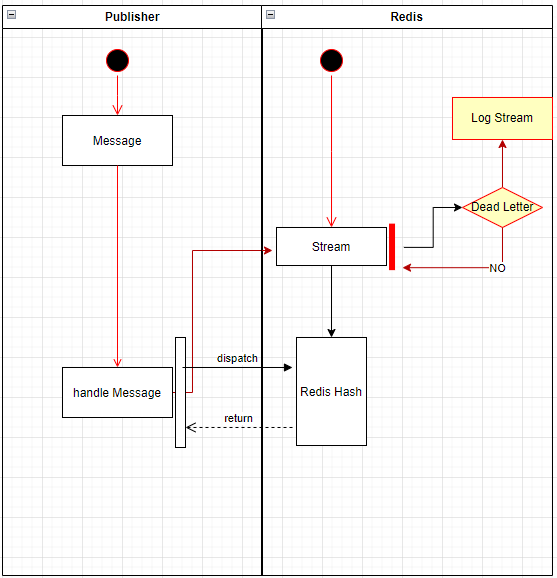 Publisher
Redis
Message
Log Stream
Dead Letter
Stream
NO
dispatch
handle Message
Redis Hash
return